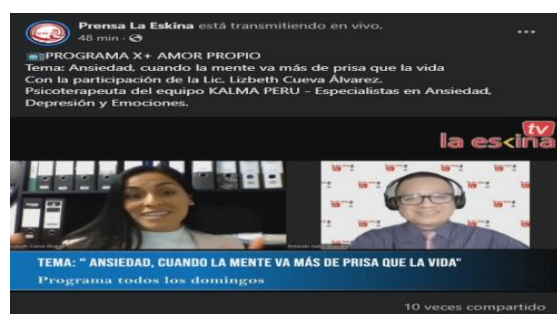 Prensa La Eskina está transmitiendo en vivo.
48 min ·
PROGRAMA X+ AMOR PROPIO
Tema: Ansiedad, cuando la mente va más de prisa que la vida
Con la participación de la Lic. Lizbeth Cueva Álvarez.
Psicoterapeuta del equipo KALMA PERU - Especialistas en Ansiedad,
Depresión y Emociones.
tv
la es<ina
TEMA: " ANSIEDAD, CUANDO LA MENTE VA MÁS DE PRISA QUE LA VIDA"
Programa todos los domingos
10 veces compartido